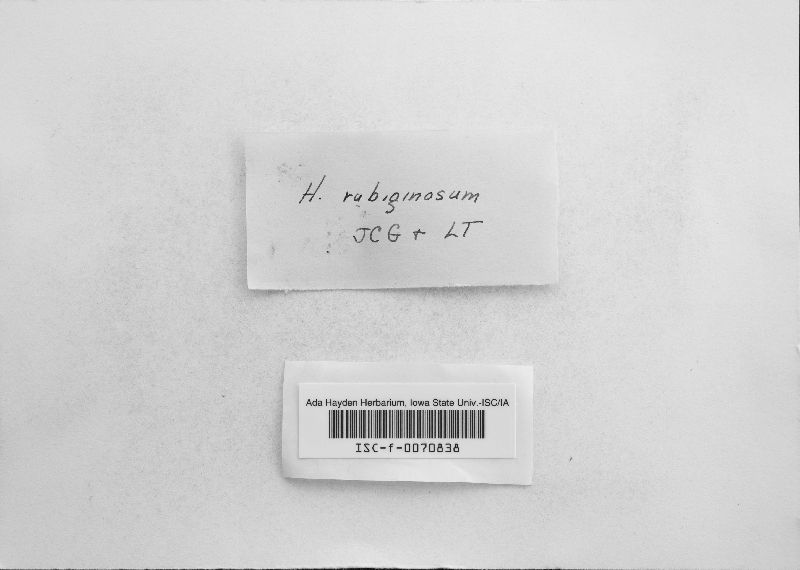 H. rubiginosum
JCG + LT
Ada Hayden Herbarium, Iowa State Univ.-ISC/IA
ISC-f-0070838